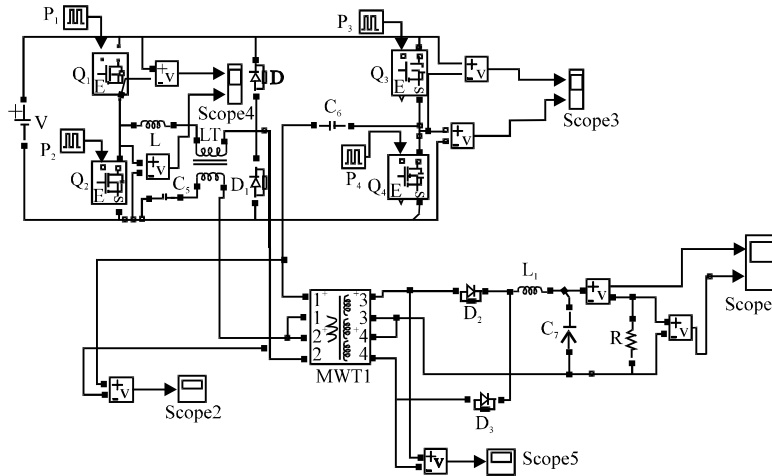 P1
P3
Q1
E
S
+
-v
Scope4
D
Q3
E
S
+
-v
Scope3
V
P2
L
LT
C6
+
-v
P4
+
-v
Q2
E
S
C5
D1
Q4
E
S
L1
D2
+
-v
Scope
1+
1
2+
2
+3
3
+4
4
MWT1
C7
R
+
-v
+
-v
Scope2
D3
+
-v
Scope5